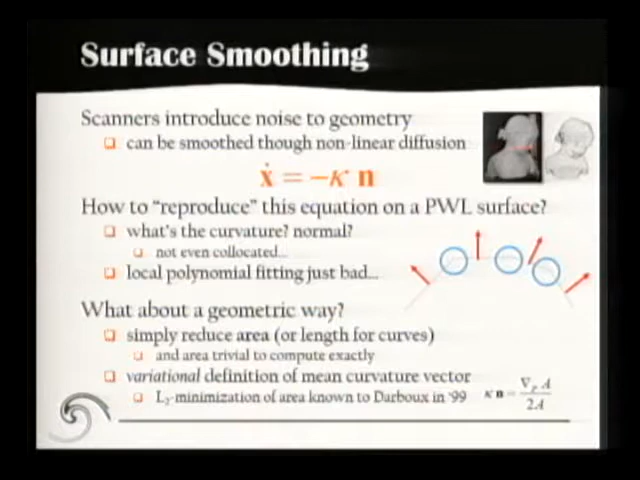 Surface Smoothing
Scanners introduce noise to geometry
can be smoothed though non-linear diffusion
ẋ = −κ n
How to "reproduce" this equation on a PWL surface?
what's the curvature? normal?
not even collocated...
local polynomial fitting just bad...
What about a geometric way?
simply reduce area (or length for curves)
and area trivial to compute exactly
variational definition of mean curvature vector
L₂-minimization of area known to Darboux in '99
κ n = ∇ₚ A / 2A